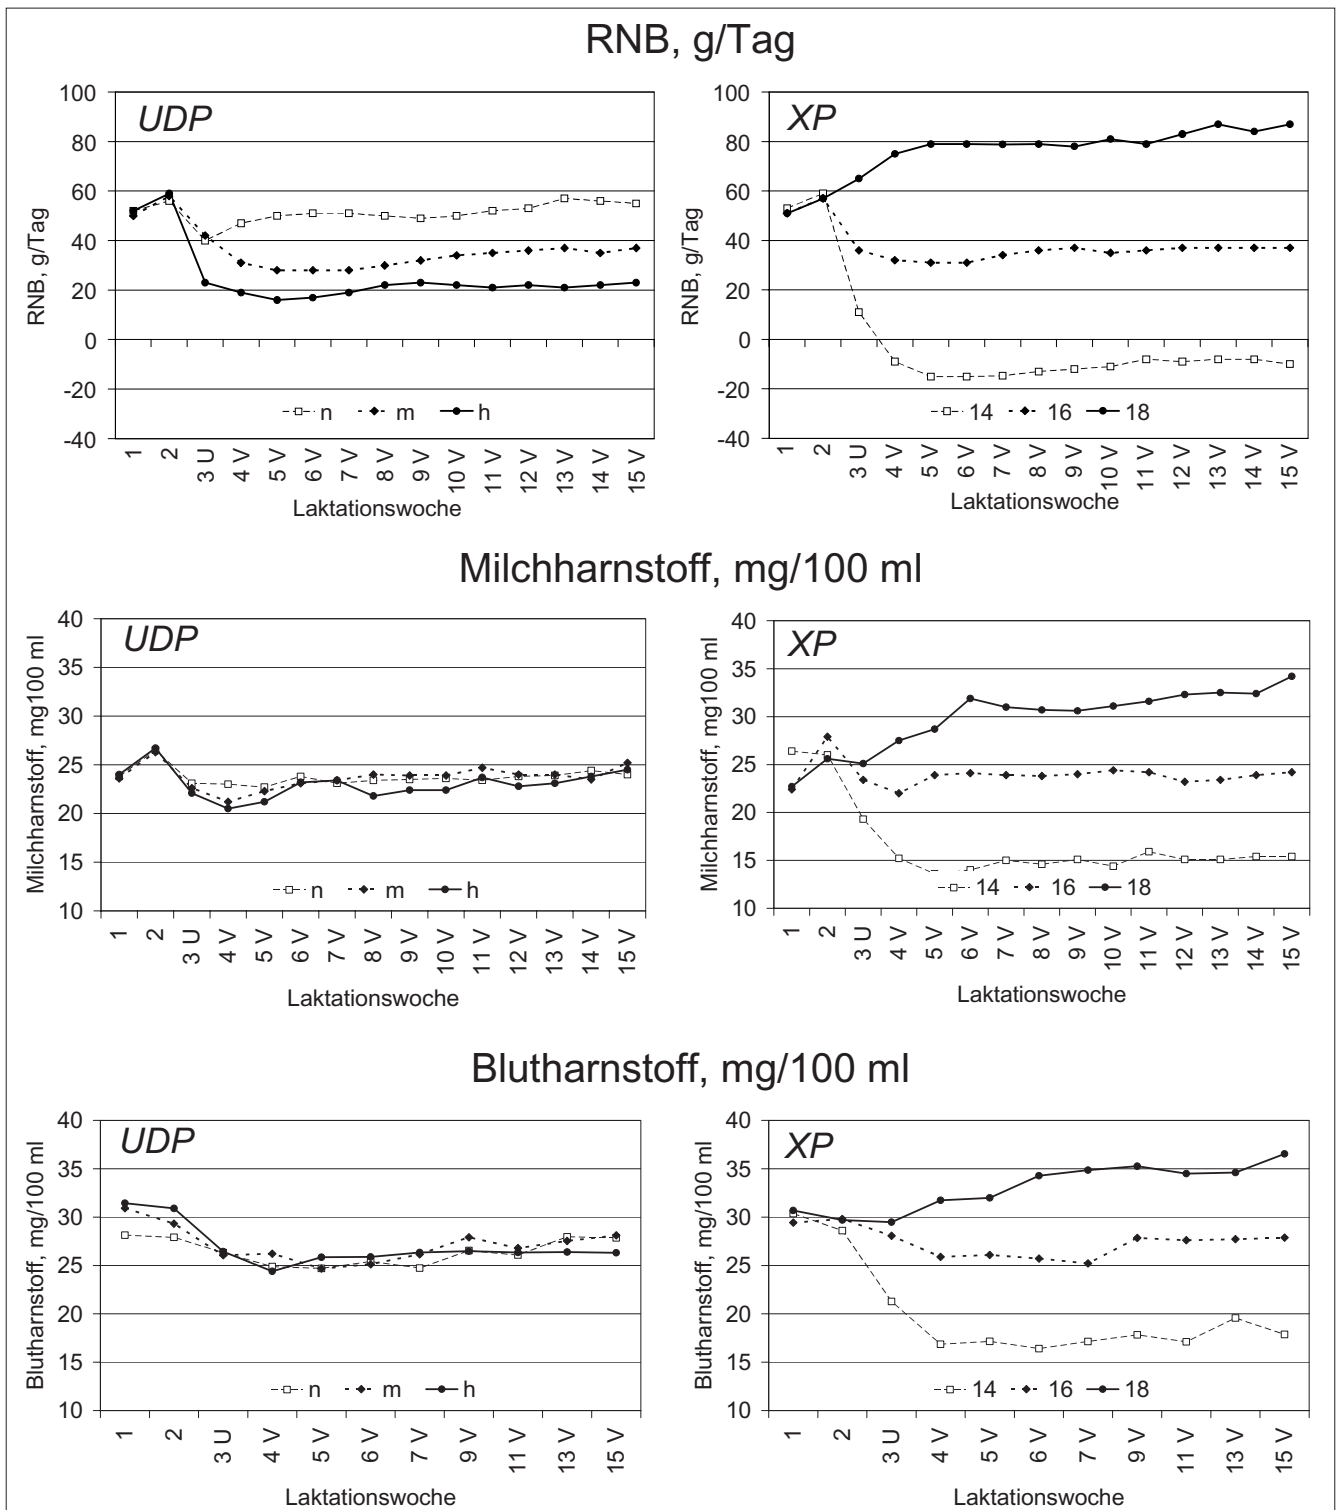 RNB, g/Tag
UDP
RNB, g/Tag
100
80
60
40
20
0
-20
-40
n m h
1 2 3 U 4 V 5 V 6 V 7 V 8 V 9 V 10 V 11 V 12 V 13 V 14 V 15 V
Laktationswoche
XP
RNB, g/Tag
100
80
60
40
20
0
-20
-40
14 16 18
1 2 3 U 4 V 5 V 6 V 7 V 8 V 9 V 10 V 11 V 12 V 13 V 14 V 15 V
Laktationswoche
Milchharnstoff, mg/100 ml
UDP
Milchharnstoff, mg100 ml
40
35
30
25
20
15
10
n m h
1 2 3 U 4 V 5 V 6 V 7 V 8 V 9 V 10 V 11 V 12 V 13 V 14 V 15 V
Laktationswoche
XP
Milchharnstoff, mg100 ml
40
35
30
25
20
15
10
14 16 18
1 2 3 U 4 V 5 V 6 V 7 V 8 V 9 V 10 V 11 V 12 V 13 V 14 V 15 V
Laktationswoche
Blutharnstoff, mg/100 ml
UDP
Blutharnstoff, mg/100 ml
40
35
30
25
20
15
10
n m h
1 2 3 U 4 V 5 V 6 V 7 V 9 V 11 V 13 V 15 V
Laktationswoche
XP
Blutharnstoff, mg/100 ml
40
35
30
25
20
15
10
14 16 18
1 2 3 U 4 V 5 V 6 V 7 V 9 V 11 V 13 V 15 V
Laktationswoche